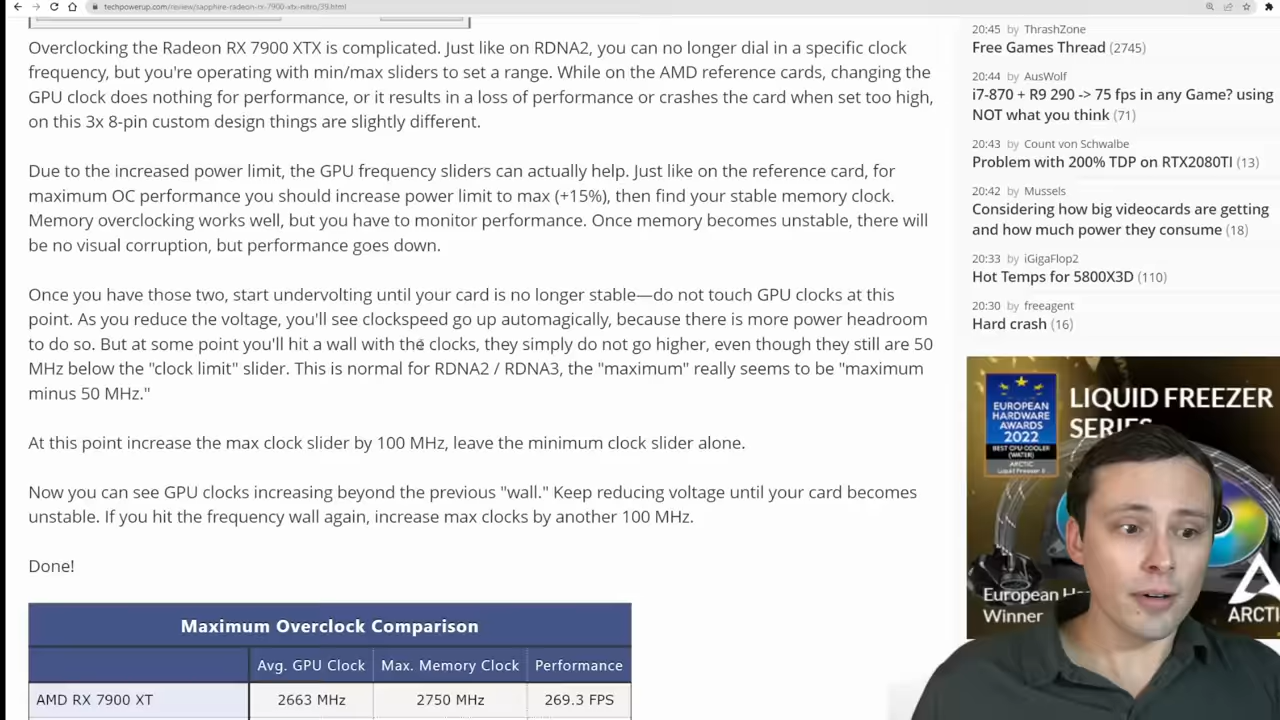 techpowerup.com/review/sapphire-radeon-rx-7900-xtx-nitro/39.html
Overclocking the Radeon RX 7900 XTX is complicated. Just like on RDNA2, you can no longer dial in a specific clock
frequency, but you're operating with min/max sliders to set a range. While on the AMD reference cards, changing the
GPU clock does nothing for performance, or it results in a loss of performance or crashes the card when set too high,
on this 3x 8-pin custom design things are slightly different.
Due to the increased power limit, the GPU frequency sliders can actually help. Just like on the reference card, for
maximum OC performance you should increase power limit to max (+15%), then find your stable memory clock.
Memory overclocking works well, but you have to monitor performance. Once memory becomes unstable, there will
be no visual corruption, but performance goes down.
Once you have those two, start undervolting until your card is no longer stable—do not touch GPU clocks at this
point. As you reduce the voltage, you'll see clockspeed go up automagically, because there is more power headroom
to do so. But at some point you'll hit a wall with the clocks, they simply do not go higher, even though they still are 50
MHz below the "clock limit" slider. This is normal for RDNA2 / RDNA3, the "maximum" really seems to be "maximum
minus 50 MHz."
At this point increase the max clock slider by 100 MHz, leave the minimum clock slider alone.
Now you can see GPU clocks increasing beyond the previous "wall." Keep reducing voltage until your card becomes
unstable. If you hit the frequency wall again, increase max clocks by another 100 MHz.
Done!
Maximum Overclock Comparison
Avg. GPU Clock Max. Memory Clock Performance
AMD RX 7900 XT 2663 MHz 2750 MHz 269.3 FPS
20:45 by ThrashZone
Free Games Thread (2745)
20:44 by AusWolf
i7-870 + R9 290 -> 75 fps in any Game? using
NOT what you think (71)
20:43 by Count von Schwalbe
Problem with 200% TDP on RTX2080TI (13)
20:42 by Mussels
Considering how big videocards are getting
and how much power they consume (18)
20:33 by iGigaFlop2
Hot Temps for 5800X3D (110)
20:30 by freeagent
Hard crash (16)
EUROPEAN
HARDWARE
AWARDS
2022
BEST CPU COOLER
(WATER)
ARCTIC
Liquid Freezer II
LIQUID FREEZER
SERIES
European
Winner
ARCTI